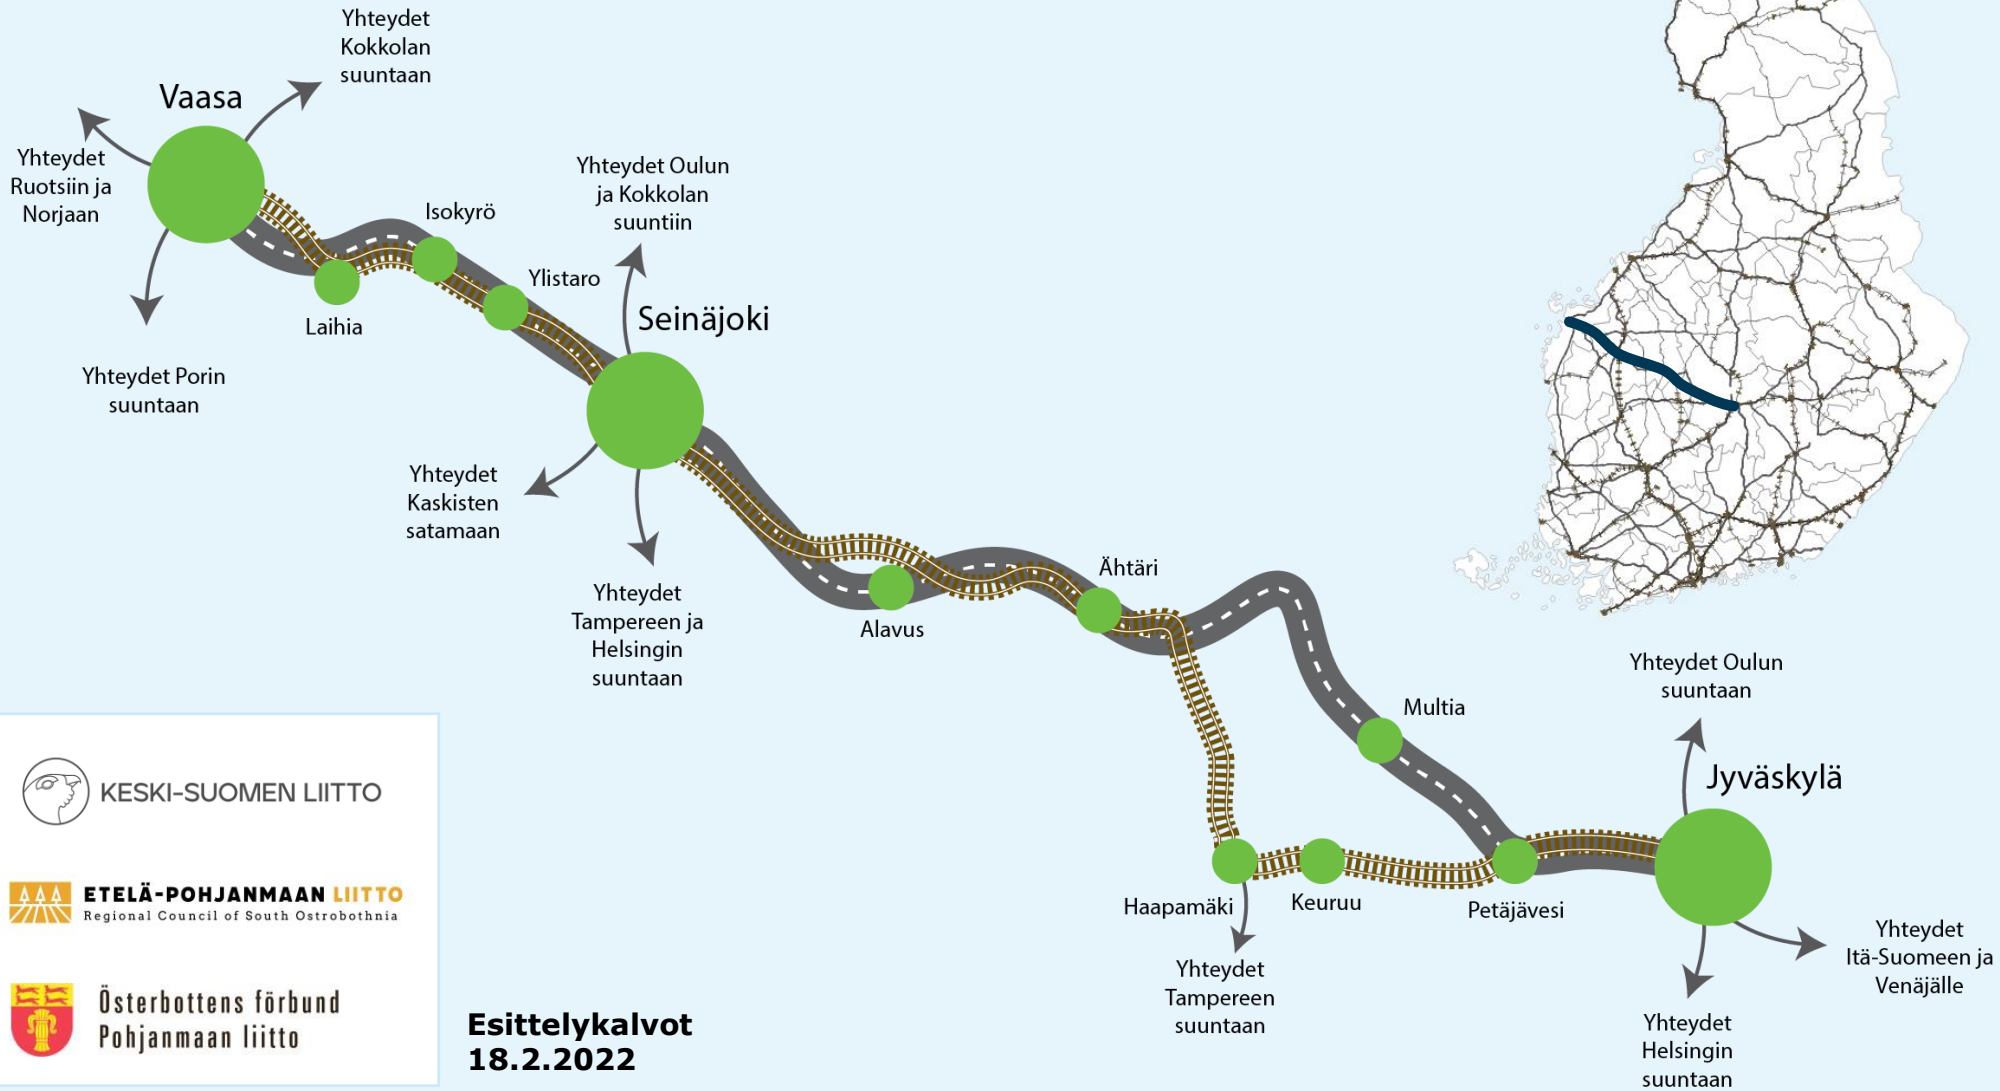 Yhteydet
Kokkolan
suuntaan
Vaasa
Yhteydet
Ruotsiin ja
Norjaan
Yhteydet Porin
suuntaan
Laihia
Isokyrö
Ylistaro
Yhteydet Oulun
ja Kokkolan
suuntiin
Seinäjoki
Yhteydet
Kaskisten
satamaan
Yhteydet
Tampereen ja
Helsingin
suuntaan
Alavus
Ähtäri
Multia
Haapamäki
Keuruu
Petäjävesi
Yhteydet
Tampereen
suuntaan
Yhteydet Oulun
suuntaan
Jyväskylä
Yhteydet
Itä-Suomeen ja
Venäjälle
Yhteydet
Helsingin
suuntaan
KESKI-SUOMEN LIITTO
ETELÄ-POHJANMAAN LIITTO
Regional Council of South Ostrobothnia
Österbottens förbund
Pohjanmaan liitto
Esittelykalvot
18.2.2022